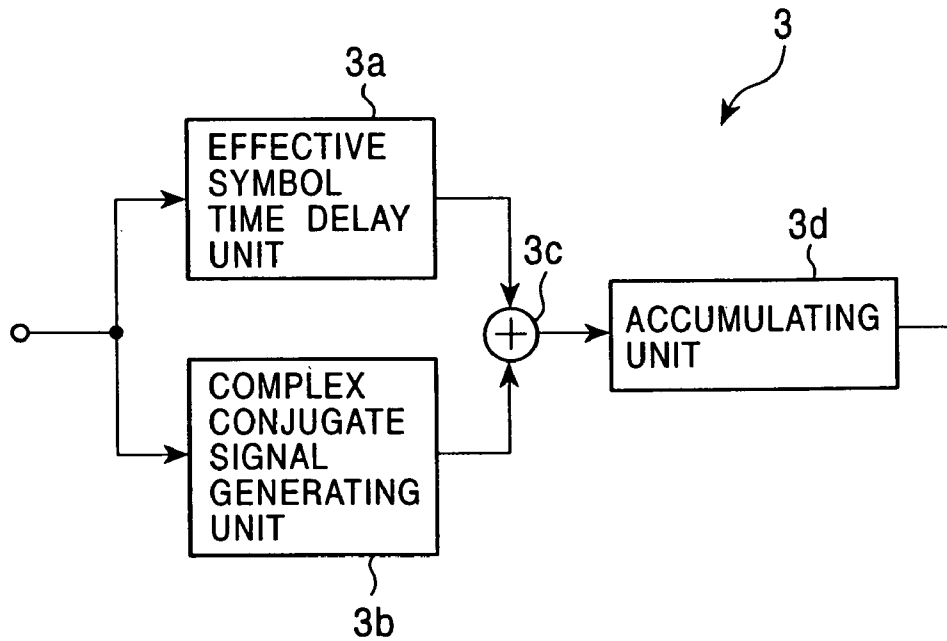 3
3a
EFFECTIVE
SYMBOL
TIME DELAY
UNIT
3c
+
3d
ACCUMULATING
UNIT
COMPLEX
CONJUGATE
SIGNAL
GENERATING
UNIT
3b